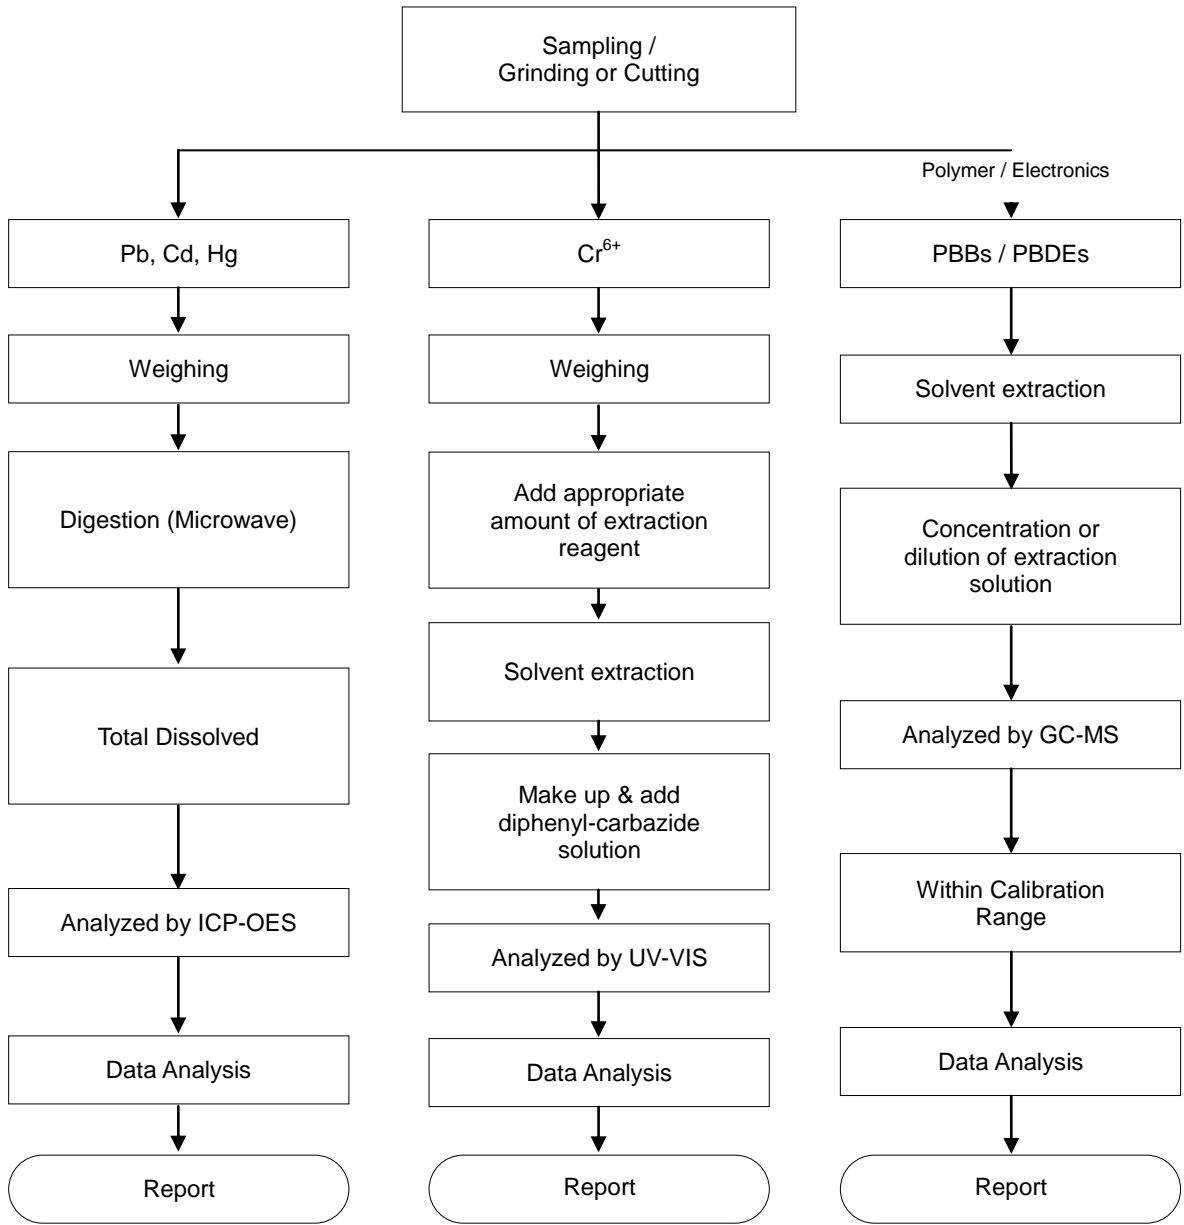 Sampling /
Grinding or Cutting
Polymer / Electronics
Pb, Cd, Hg
Weighing
Digestion (Microwave)
Total Dissolved
Analyzed by ICP-OES
Data Analysis
Report
Cr⁶⁺
Weighing
Add appropriate
amount of extraction
reagent
Solvent extraction
Make up & add
diphenyl-carbazide
solution
Analyzed by UV-VIS
Data Analysis
Report
PBBs / PBDEs
Solvent extraction
Concentration or
dilution of extraction
solution
Analyzed by GC-MS
Within Calibration
Range
Data Analysis
Report